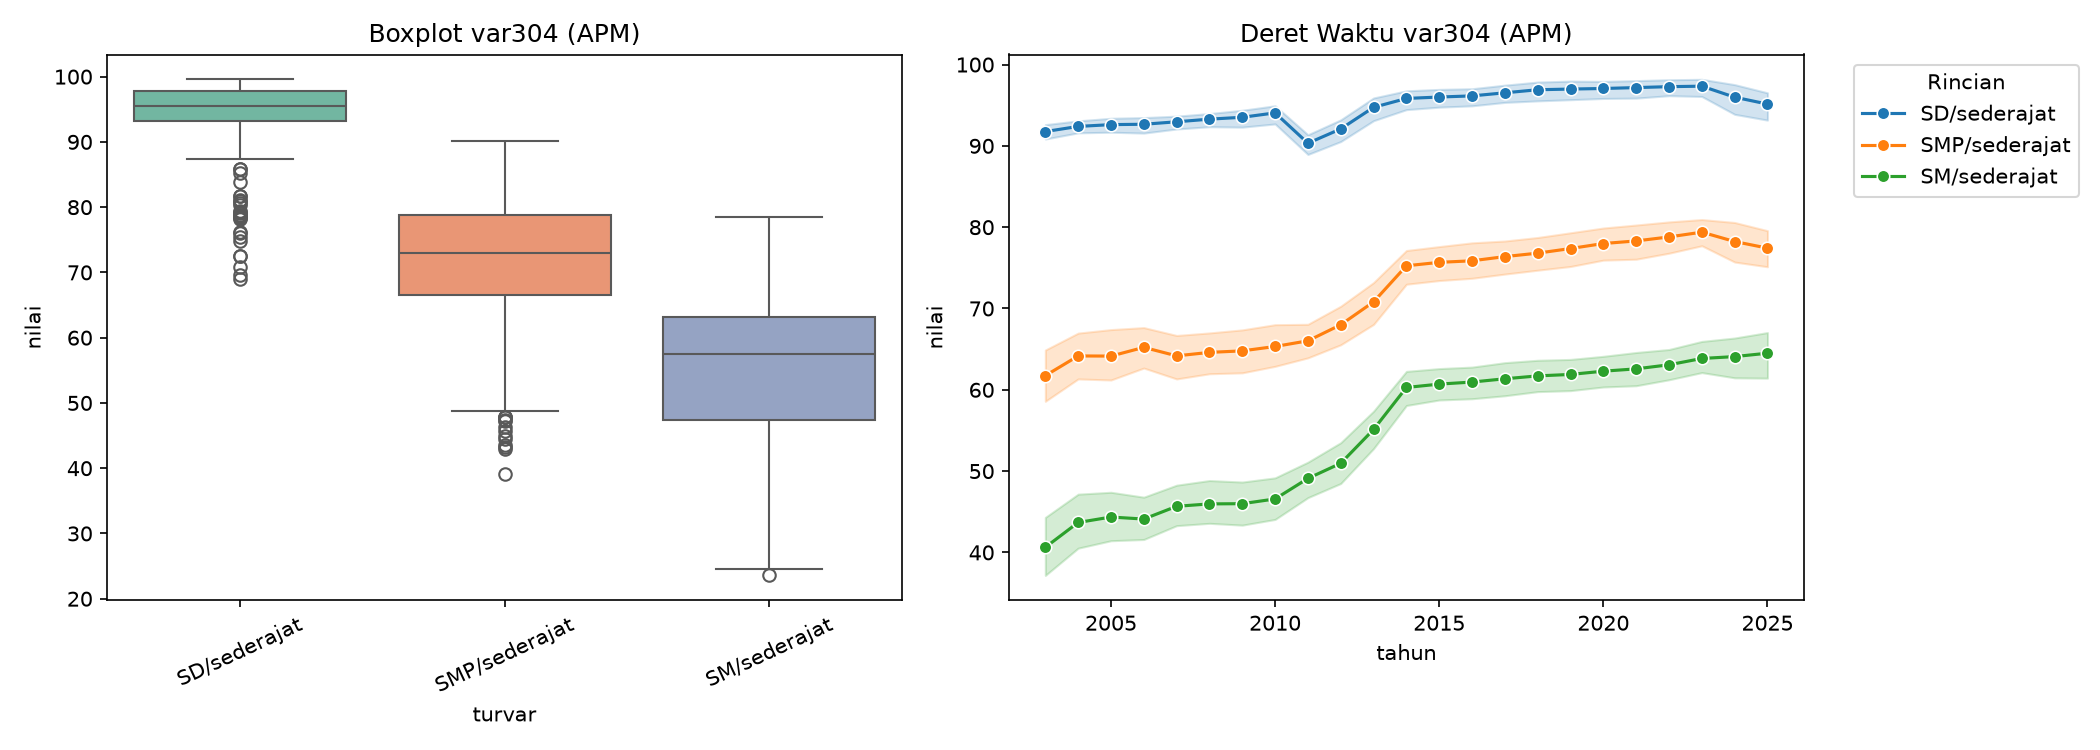 Boxplot var304 (APM)
nilai
100
90
80
70
60
50
40
30
20
SD/sederajat
SMP/sederajat
SM/sederajat
turvar
Deret Waktu var304 (APM)
nilai
100
90
80
70
60
50
40
2005
2010
2015
2020
2025
tahun
Rincian
SD/sederajat
SMP/sederajat
SM/sederajat